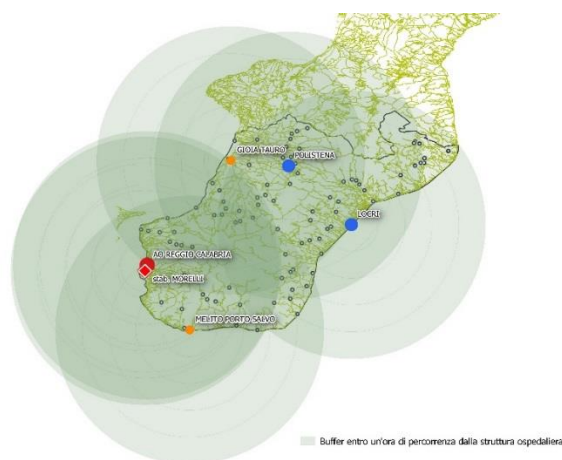 GIOIA TAURO
POLISTENA
LOCRI
AO REGGIO CALABRIA
stab. MORELLI
MELITO PORTO SALVO
Buffer entro un'ora di percorrenza dalla struttura ospedaliera